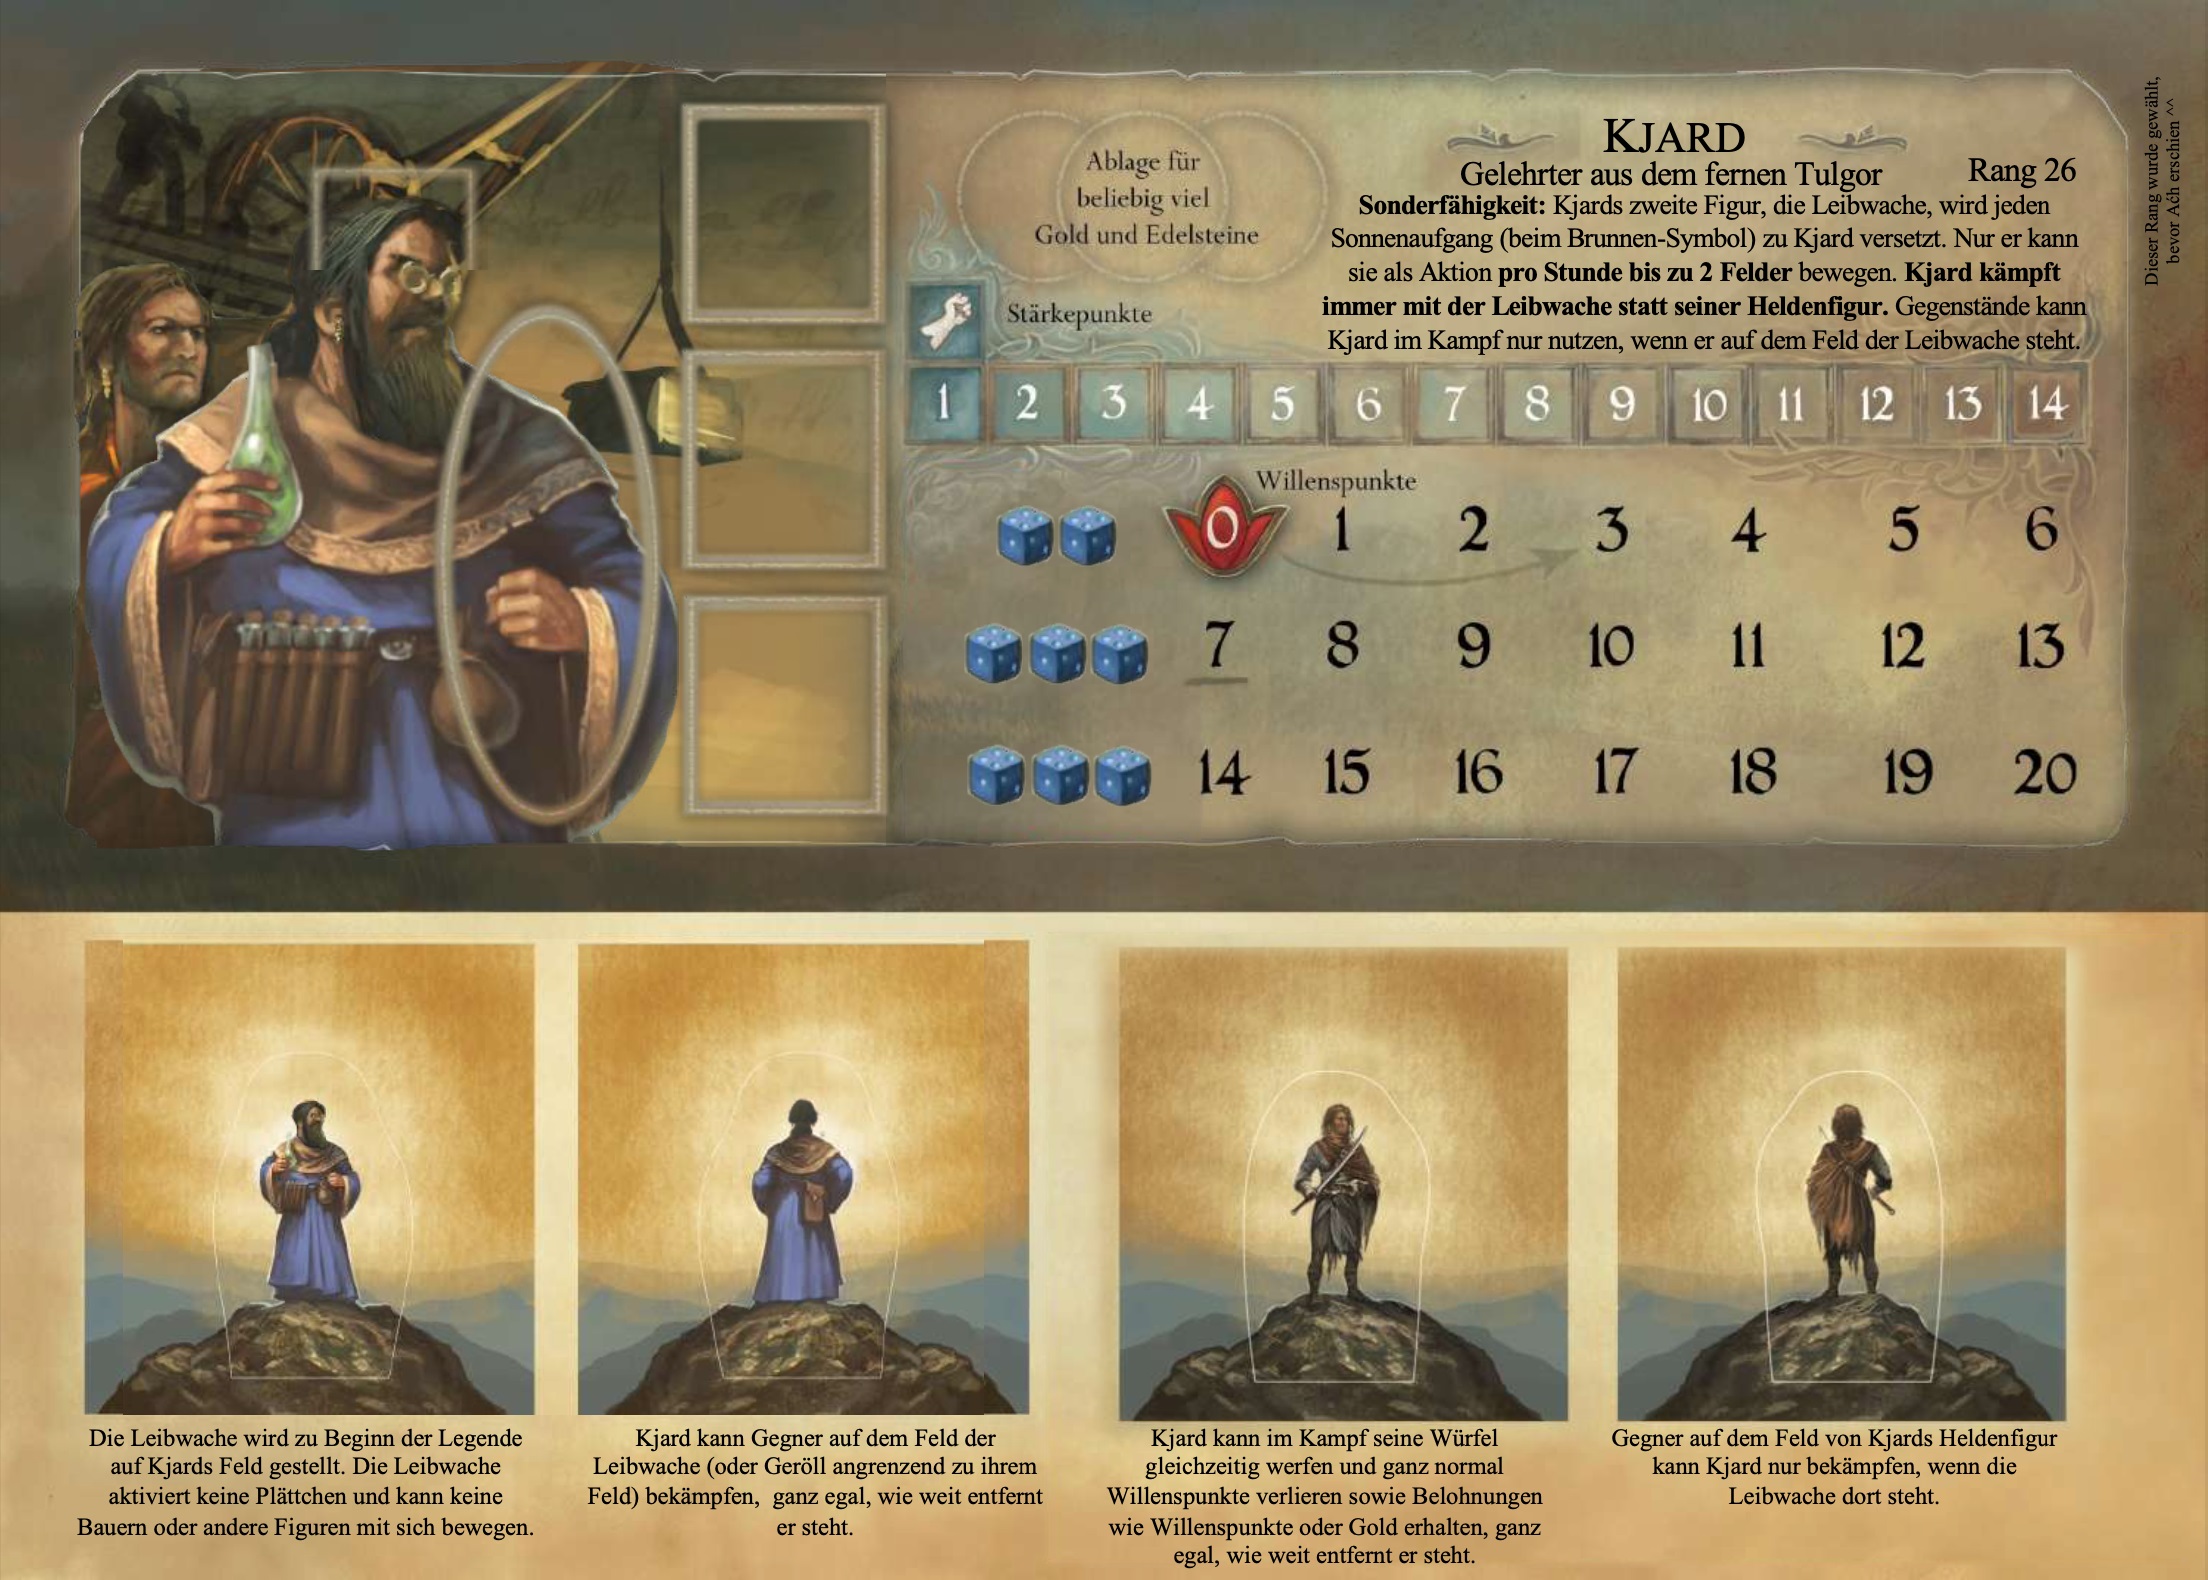 KJARD
Gelehrter aus dem fernen Tulgor
Rang 26
Sonderfähigkeit: Kjards zweite Figur, die Leibwache, wird jeden
Sonnenaufgang (beim Brunnen-Symbol) zu Kjard versetzt. Nur er kann
sie als Aktion pro Stunde bis zu 2 Felder bewegen. Kjard kämpft
immer mit der Leibwache statt seiner Heldenfigur. Gegenstände kann
Kjard im Kampf nur nutzen, wenn er auf dem Feld der Leibwache steht.
Dieser Rang wurde gewählt,
bevor Ach erschien ^^
Ablage für
beliebig viel
Gold und Edelsteine
Stärkepunkte
1 2 3 4 5 6 7 8 9 10 11 12 13 14
Willenspunkte
0 1 2 3 4 5 6
7 8 9 10 11 12 13
14 15 16 17 18 19 20
Die Leibwache wird zu Beginn der Legende
auf Kjards Feld gestellt. Die Leibwache
aktiviert keine Plättchen und kann keine
Bauern oder andere Figuren mit sich bewegen.
Kjard kann Gegner auf dem Feld der
Leibwache (oder Geröll angrenzend zu ihrem
Feld) bekämpfen, ganz egal, wie weit entfernt
er steht.
Kjard kann im Kampf seine Würfel
gleichzeitig werfen und ganz normal
Willenspunkte verlieren sowie Belohnungen
wie Willenspunkte oder Gold erhalten, ganz
egal, wie weit entfernt er steht.
Gegner auf dem Feld von Kjards Heldenfigur
kann Kjard nur bekämpfen, wenn die
Leibwache dort steht.